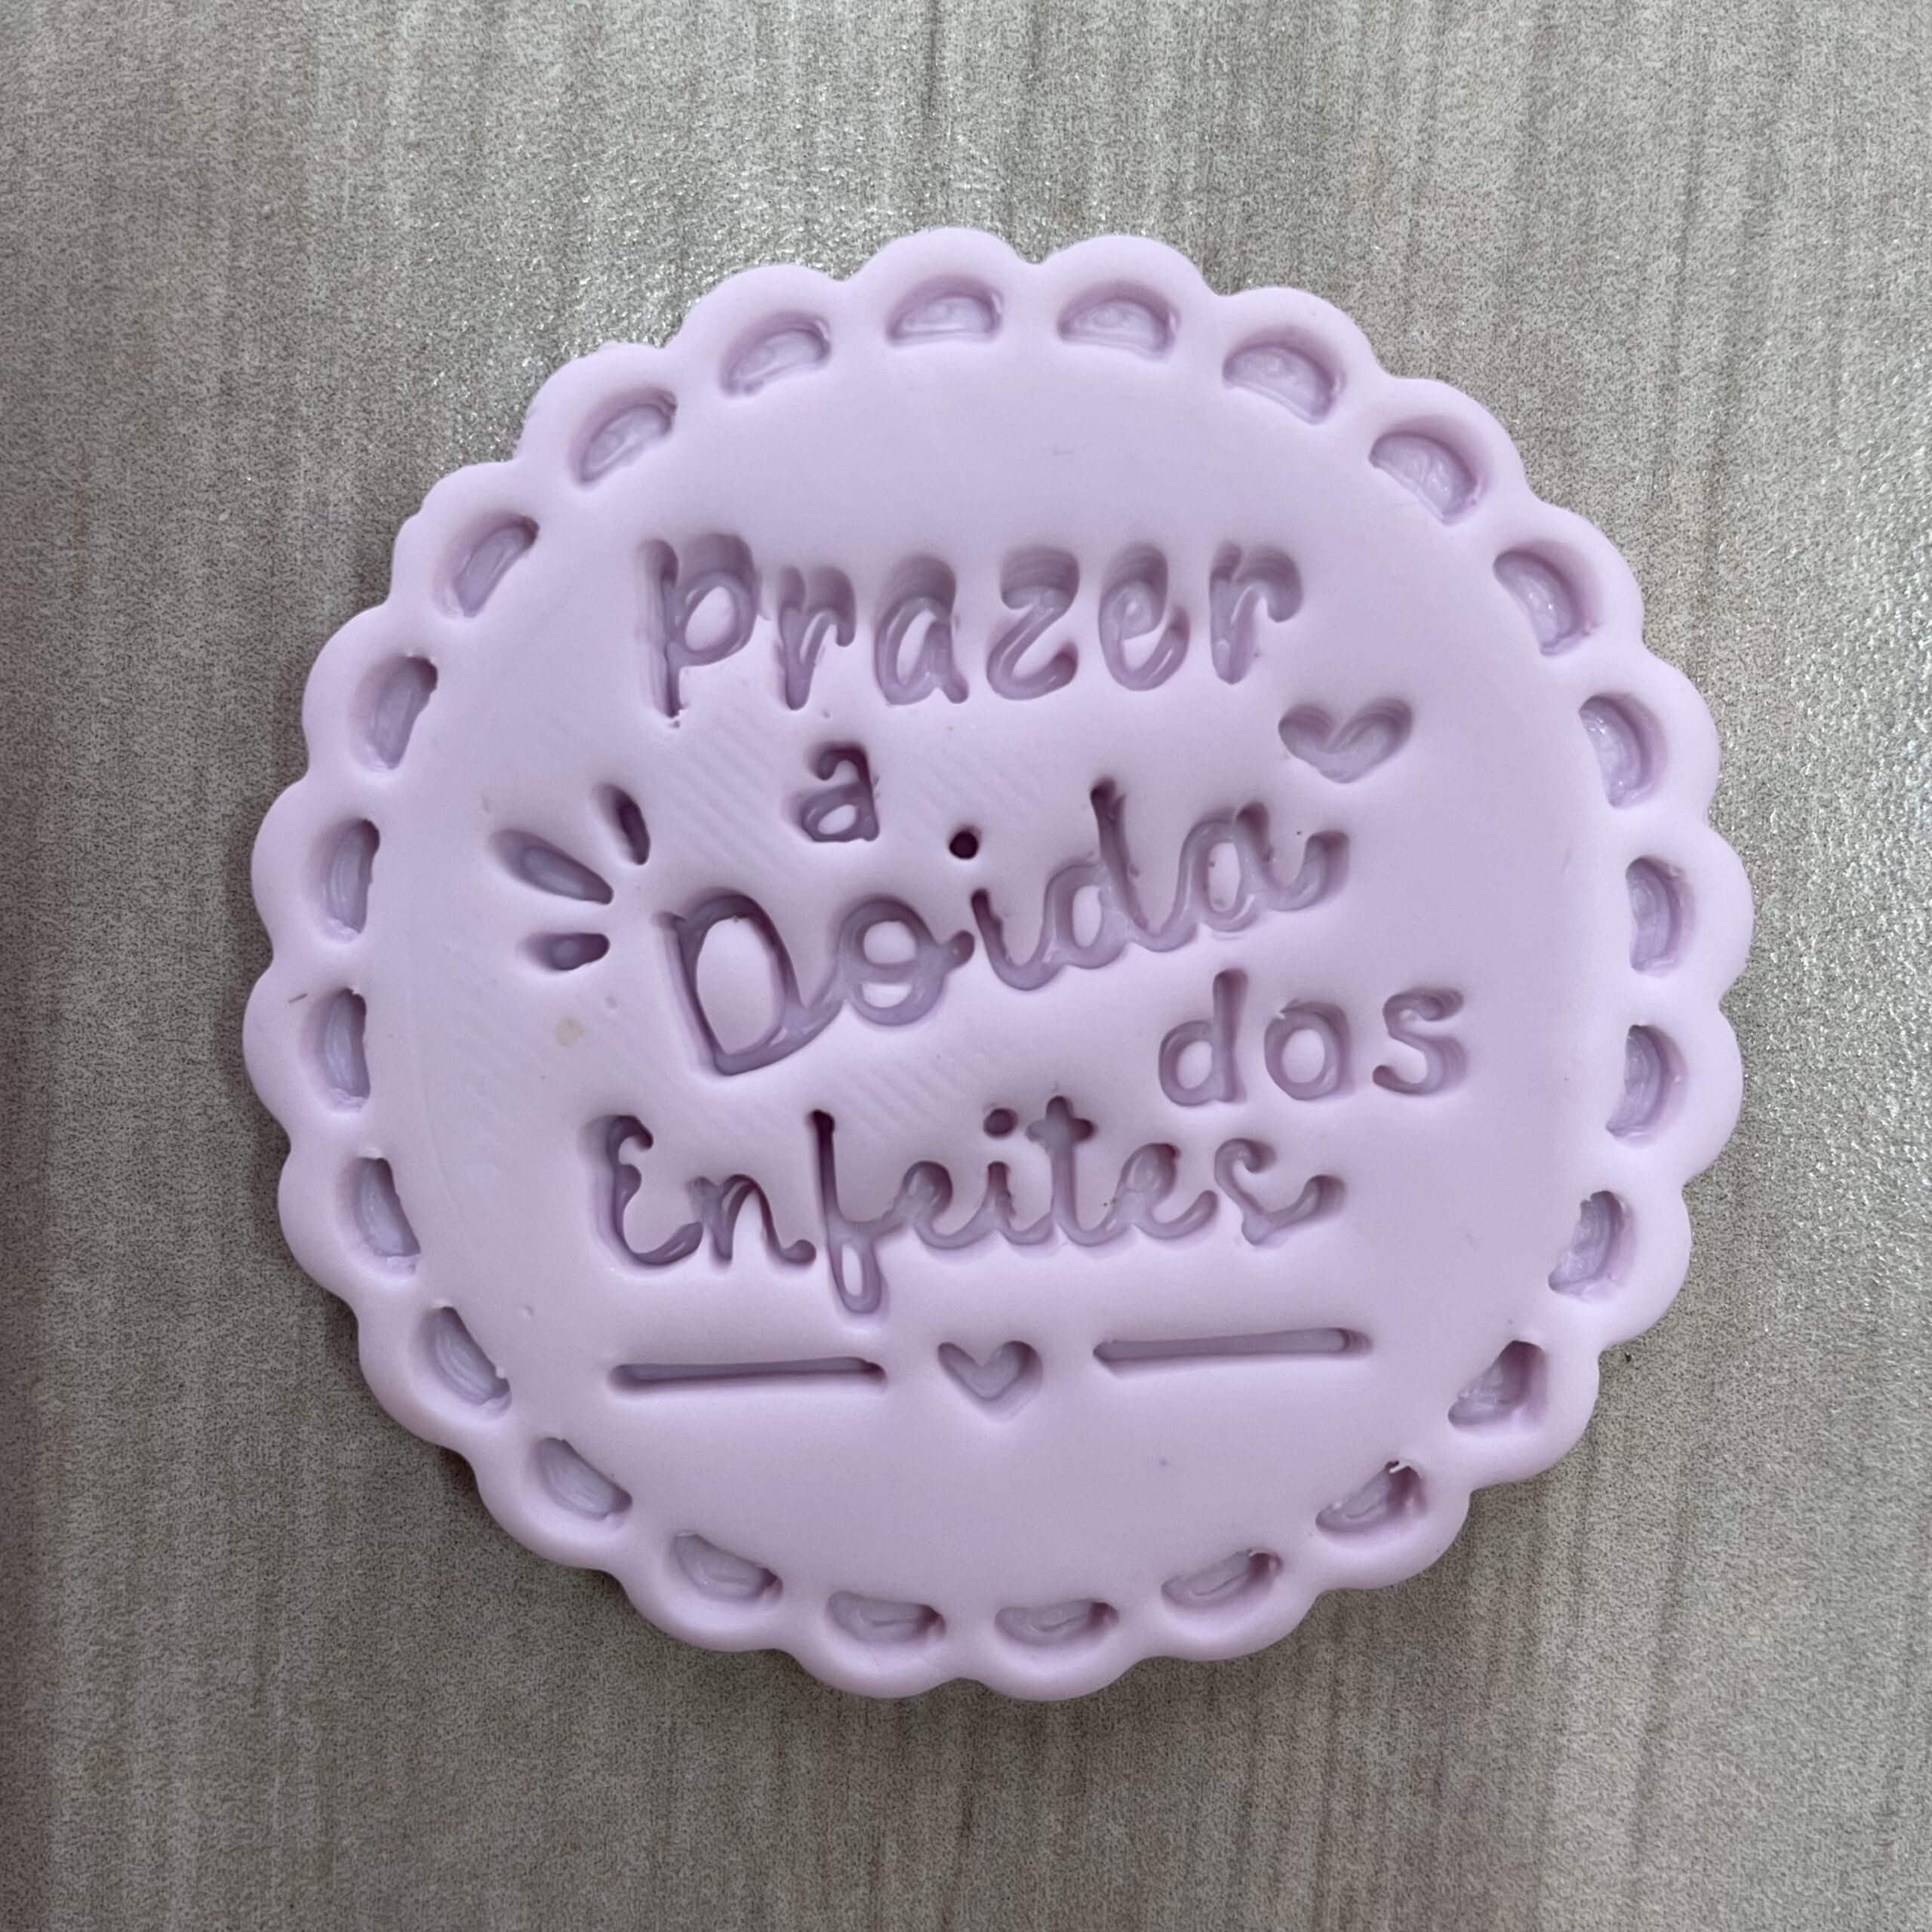 prazer
a
Doida
dos
Enfeites